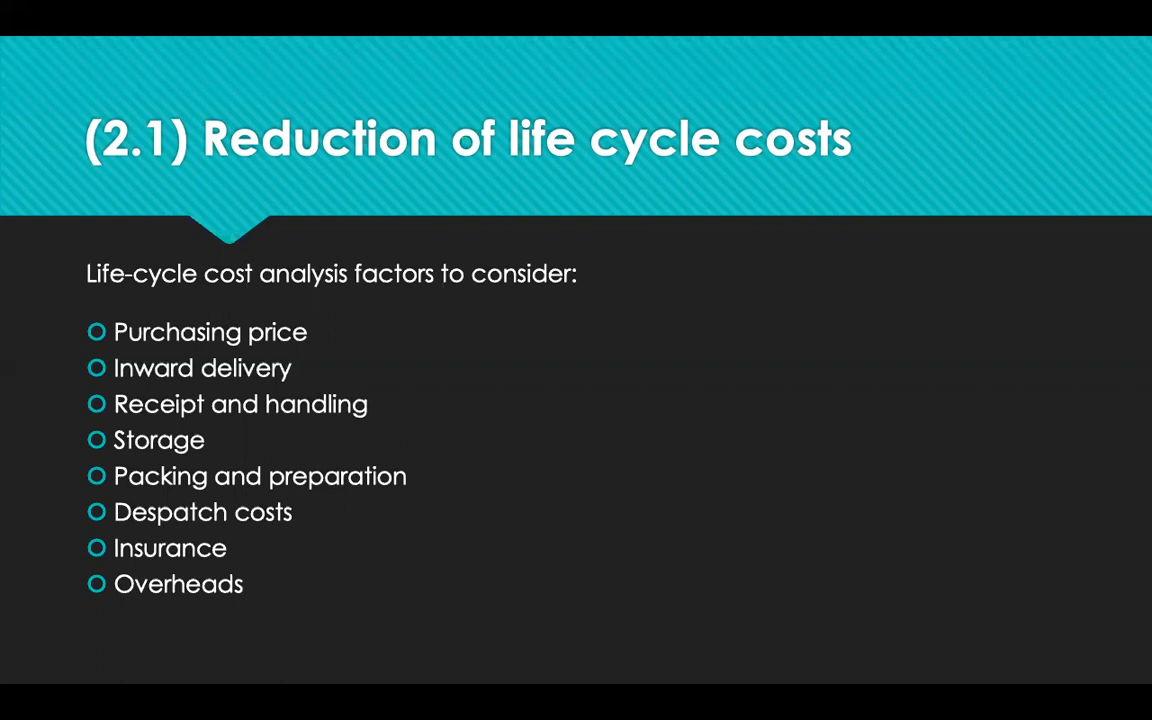 (2.1) Reduction of life cycle costs
Life-cycle cost analysis factors to consider:
Purchasing price
Inward delivery
Receipt and handling
Storage
Packing and preparation
Despatch costs
Insurance
Overheads